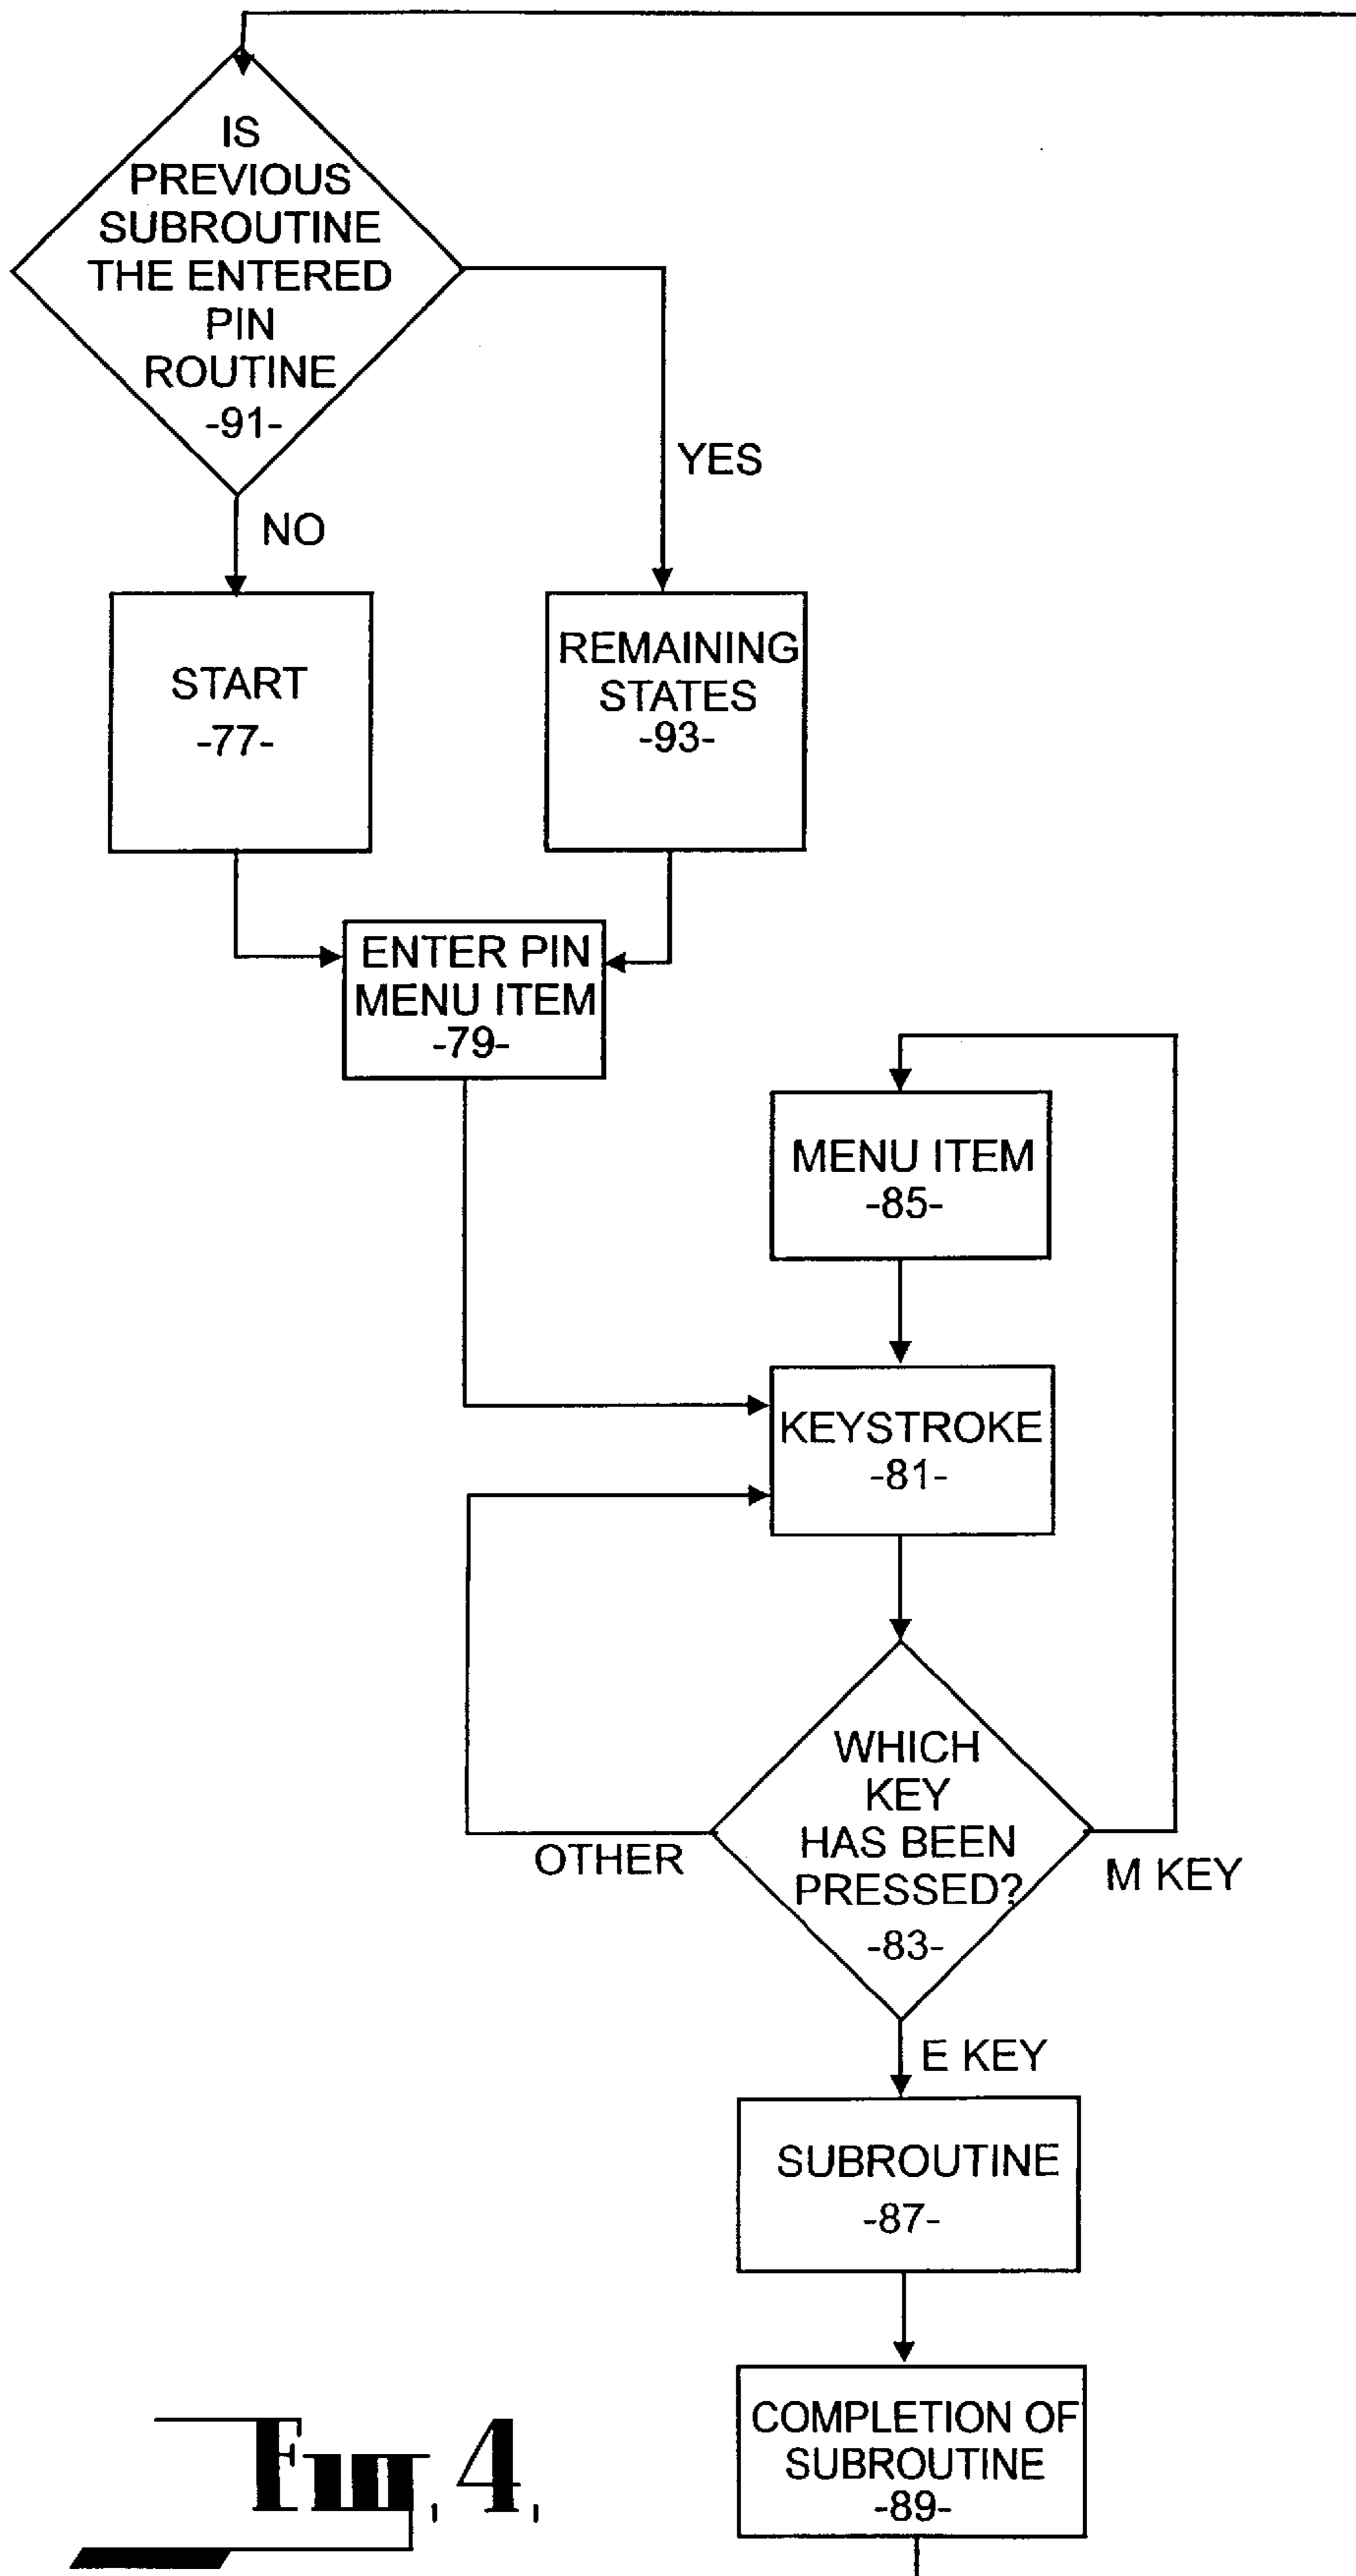 IS
PREVIOUS
SUBROUTINE
THE ENTERED
PIN
ROUTINE
-91-
YES
NO
START
-77-
REMAINING
STATES
-93-
ENTER PIN
MENU ITEM
-79-
MENU ITEM
-85-
KEYSTROKE
-81-
WHICH
KEY
HAS BEEN
PRESSED?
-83-
OTHER
M KEY
E KEY
SUBROUTINE
-87-
COMPLETION OF
SUBROUTINE
-89-
Fig. 4.